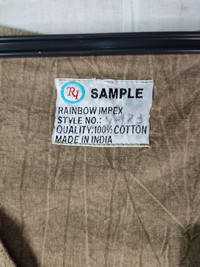 RI SAMPLE
RAINBOW IMPEX
STYLE NO.:
QUALITY:100% COTTON
MADE IN INDIA